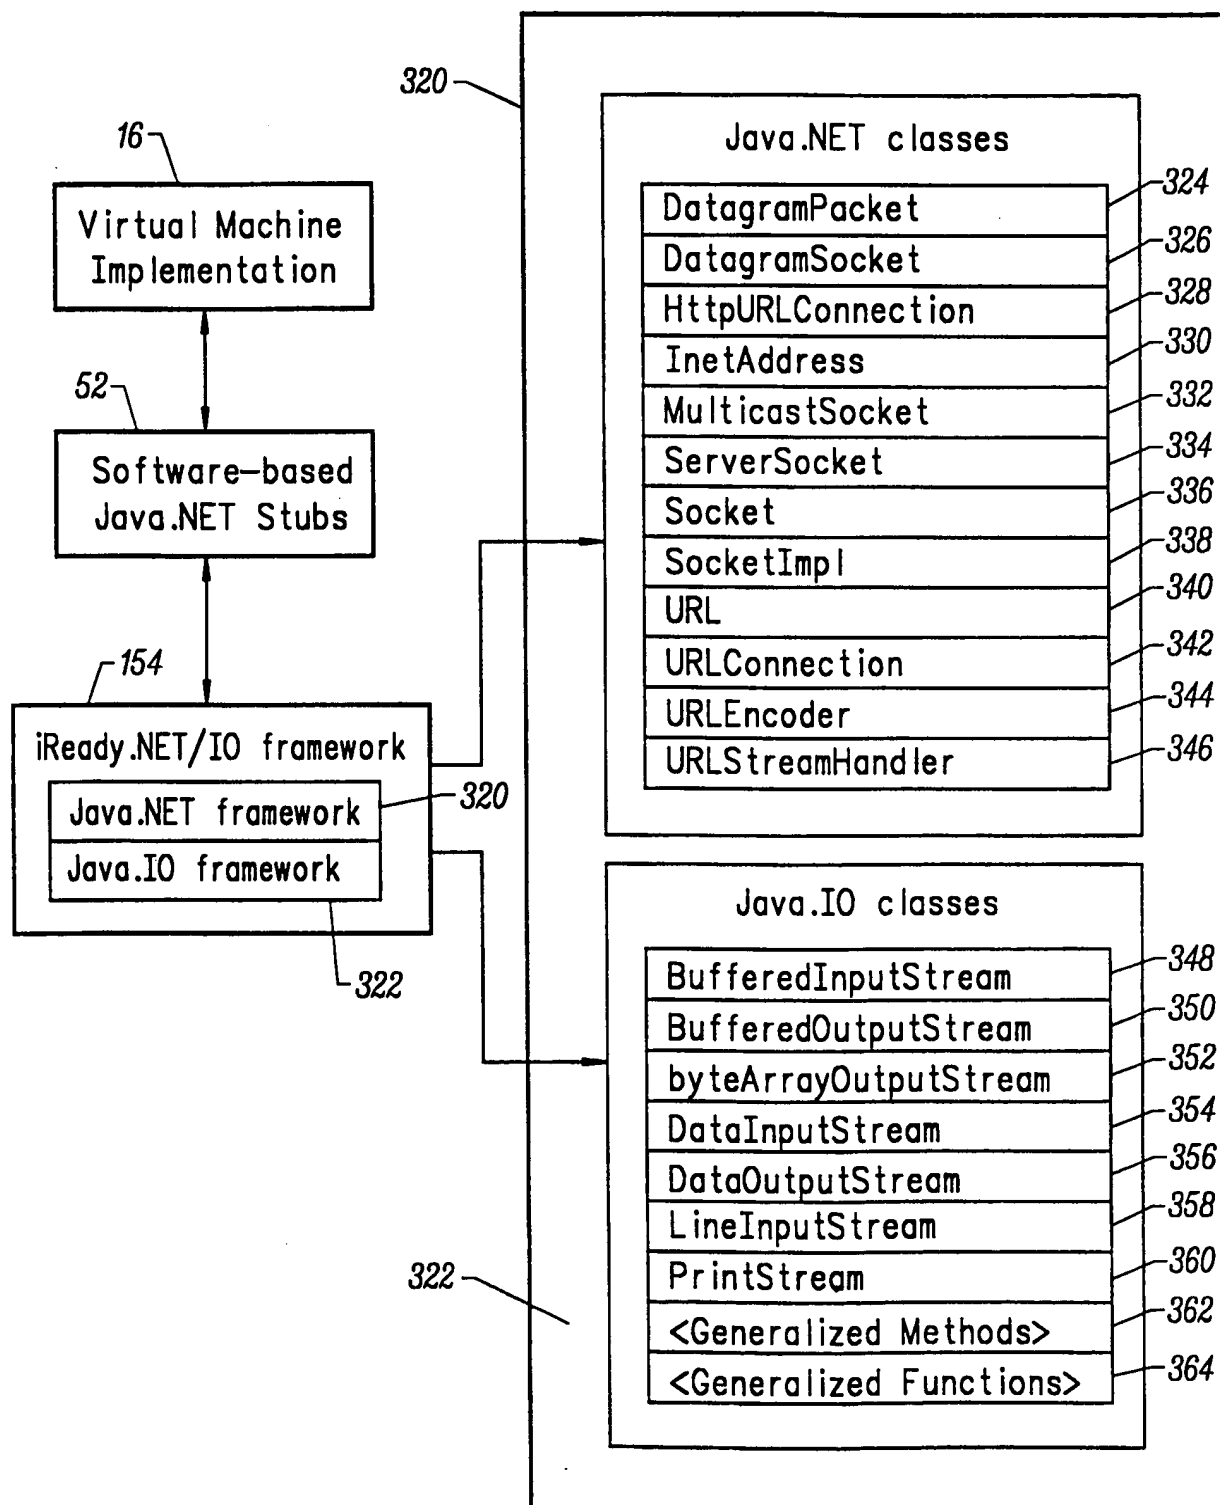 16
Virtual Machine
Implementation
52
Software-based
Java.NET Stubs
154
iReady.NET/IO framework
Java.NET framework
320
Java.IO framework
322
320
Java.NET classes
DatagramPacket
324
DatagramSocket
326
HttpURLConnection
328
InetAddress
330
MulticastSocket
332
ServerSocket
334
Socket
336
SocketImpl
338
URL
340
URLConnection
342
URLEncoder
344
URLStreamHandler
346
Java.IO classes
BufferedInputStream
348
BufferedOutputStream
350
byteArrayOutputStream
352
DataInputStream
354
DataOutputStream
356
LineInputStream
358
PrintStream
360
<Generalized Methods>
362
<Generalized Functions>
364
322